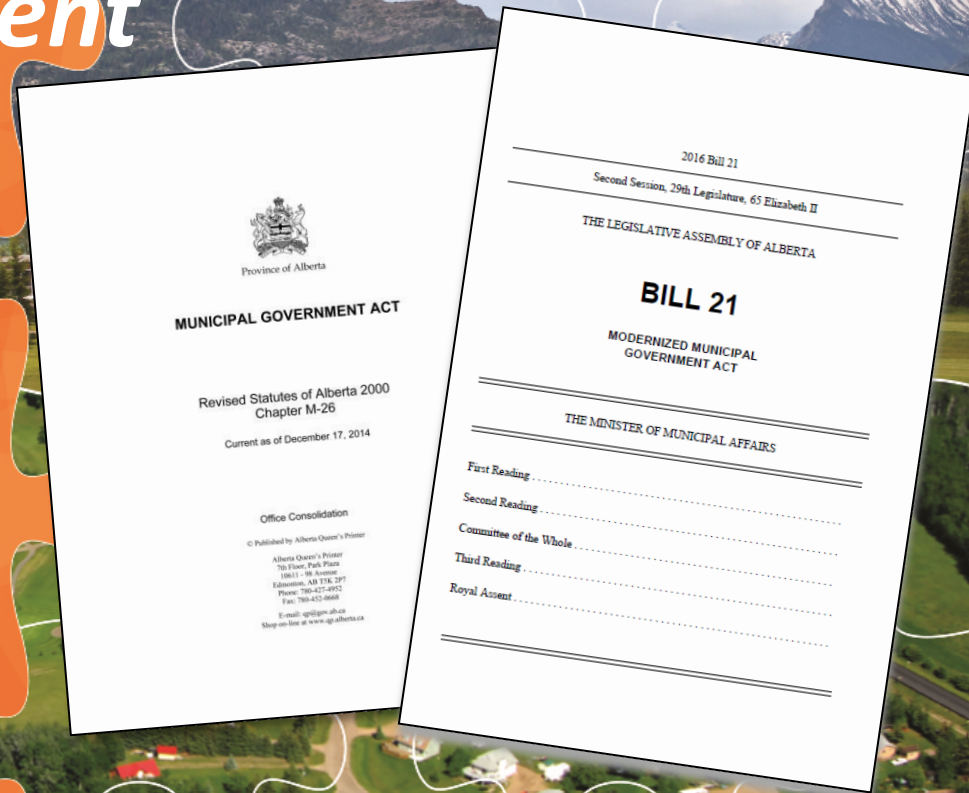 ent
Province of Alberta
MUNICIPAL GOVERNMENT ACT
Revised Statutes of Alberta 2000
Chapter M-26
Current as of December 17, 2014
Office Consolidation
© Published by Alberta Queen's Printer
Alberta Queen's Printer
7th Floor, Park Plaza
10611 - 98 Avenue
Edmonton, AB T5K 2P7
Phone: 780-427-4952
Fax: 780-452-0668
E-mail: qp@gov.ab.ca
Shop on-line at www.qp.alberta.ca
2016 Bill 21
Second Session, 29th Legislature, 65 Elizabeth II
THE LEGISLATIVE ASSEMBLY OF ALBERTA
BILL 21
MODERNIZED MUNICIPAL
GOVERNMENT ACT
THE MINISTER OF MUNICIPAL AFFAIRS
First Reading
Second Reading
Committee of the Whole
Third Reading
Royal Assent